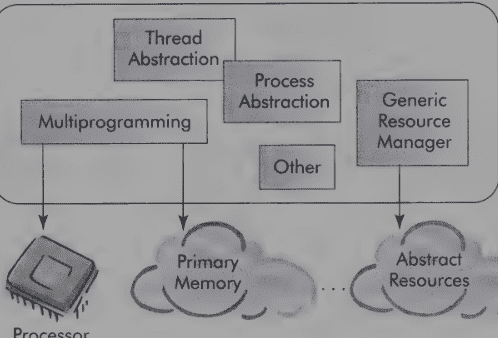 Thread
Abstraction
Process
Abstraction
Generic
Resource
Manager
Multiprogramming
Other
Primary
Memory
...
Abstract
Resources
Processor